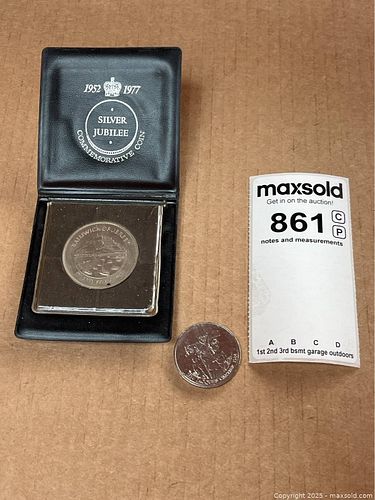 1952 1977
SILVER
JUBILEE
COMMEMORATIVE COIN
BAILIWICK OF JERSEY
maxsold
Get in on the auction!
861 C
P
notes and measurements
A B C D
1st 2nd 3rd bsmt garage outdoors
Copyright 2025 - maxsold.com